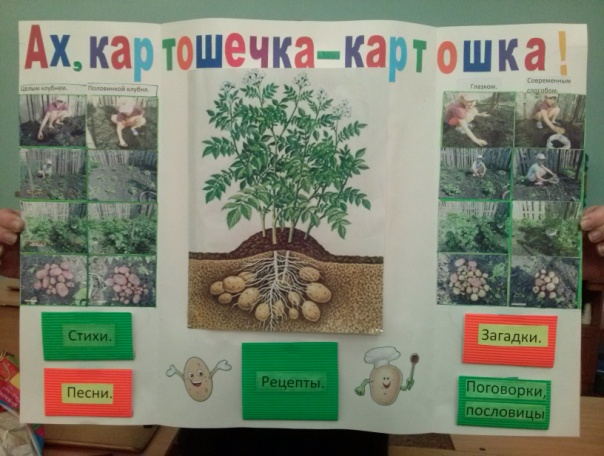 Ах, картошечка–картошка!
Целым клубнем.
Половинкой клубня.
Глазком.
Современным
способом.
Стихи.
Песни.
Рецепты.
Загадки.
Поговорки,
пословицы